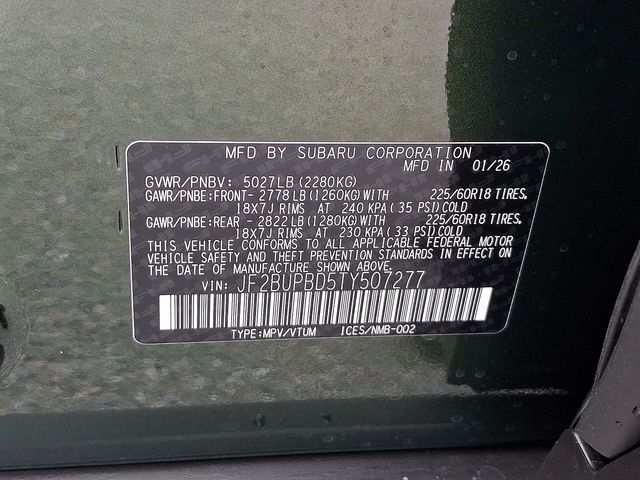 MFD BY SUBARU CORPORATION
MFD IN 01/26
GVWR/PNBV: 5027LB (2280KG)
GAWR/PNBE: FRONT- 2778 LB (1260KG) WITH 225/60R18 TIRES,
18X7J RIMS AT 240 KPA ( 35 PSI) COLD
GAWR/PNBE: REAR - 2822 LB (1280KG) WITH 225/60R18 TIRES,
18X7J RIMS AT 230 KPA ( 33 PSI) COLD
THIS VEHICLE CONFORMS TO ALL APPLICABLE FEDERAL MOTOR
VEHICLE SAFETY AND THEFT PREVENTION STANDARDS IN EFFECT ON
THE DATE OF MANUFACTURE SHOWN ABOVE.
VIN: JF2BUPBD5TY507277
TYPE:MPV/VTUM ICES/NMB-002